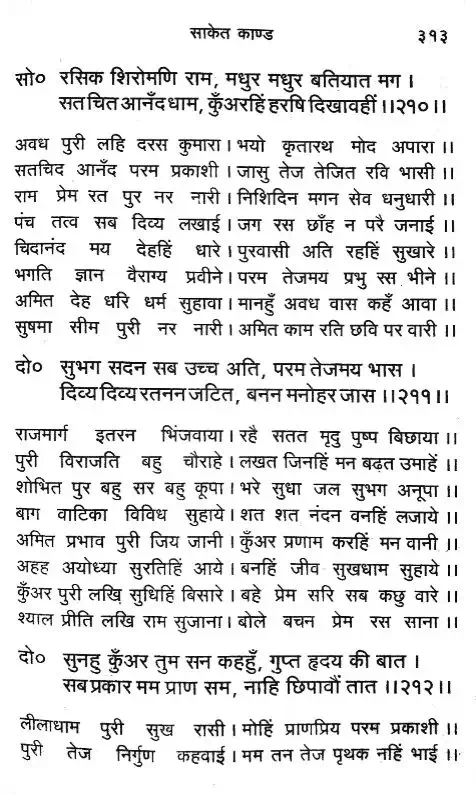 साकेत काण्ड ३१३
सो० रसिक शिरोमणि राम, मधुर मधुर बतियात मग ।
सतचित आनँदधाम, कुँअरहिं हरषि दिखावहीं ।।२१०।।
अवध पुरी लहि दरस कुमारा । भयो कृतारथ मोद अपारा ।।
सतचिद आनँद परम प्रकाशी । जासु तेज तेजित रवि भासी ।।
राम प्रेम रत पुर नर नारी । निशिदिन मगन सेव धनुधारी ।।
पंच तत्व सब दिव्य लखाई । जग रस छाँह न परै जनाई ।।
चिदानंद मय देहहिं धारे । पुरवासी अति रहहिं सुखारे ।।
भगति ज्ञान वैराग्य प्रवीने । परम तेजमय प्रभु रस भीने ।।
अमित देह धरि धर्म सुहावा । मानहुँ अवध वास कहँ आवा ।।
सुषमा सीम पुरी नर नारी । अमित काम रति छवि पर वारी ।।
दो० सुभग सदन सब उच्च अति, परम तेजमय भास ।
दिव्य दिव्य रतनन जटित, बनन मनोहर जास ।।२११।।
राजमार्ग इतरन भिंजवाया । रहै सतत मृदु पुष्प बिछाया ।।
पुरी विराजति बहु चौराहे । लखत जिनहिं मन बढ़त उमाहें ।।
शोभित पुर बहु सर बहु कूपा । भरे सुधा जल सुभग अनूपा ।।
बाग वाटिका विविध सुहाये । शत शत नंदन वनहिं लजाये ।।
अमित प्रभाव पुरी जिय जानी । कुँअर प्रणाम करहिं मन वानी ।।
अहह अयोध्या सुरतिहिं आये । बनहिं जीव सुखधाम सुहाये ।।
कुँअर पुरी लखि सुधिहिं बिसारे । बहे प्रेम सरि सब कछु वारे ।।
श्याल प्रीति लखि राम सुजाना । बोले बचन प्रेम रस साना ।।
दो० सुनहु कुँअर तुम सन कहहुँ, गुप्त हृदय की बात ।
सब प्रकार मम प्राण सम, नाहि छिपावौं तात ।।२१२।।
लीलाधाम पुरी सुख रासी । मोहिं प्राणप्रिय परम प्रकाशी ।।
पुरी तेज निर्गुण कहवाई । मम तन तेज पृथक नहिं भाई ।।